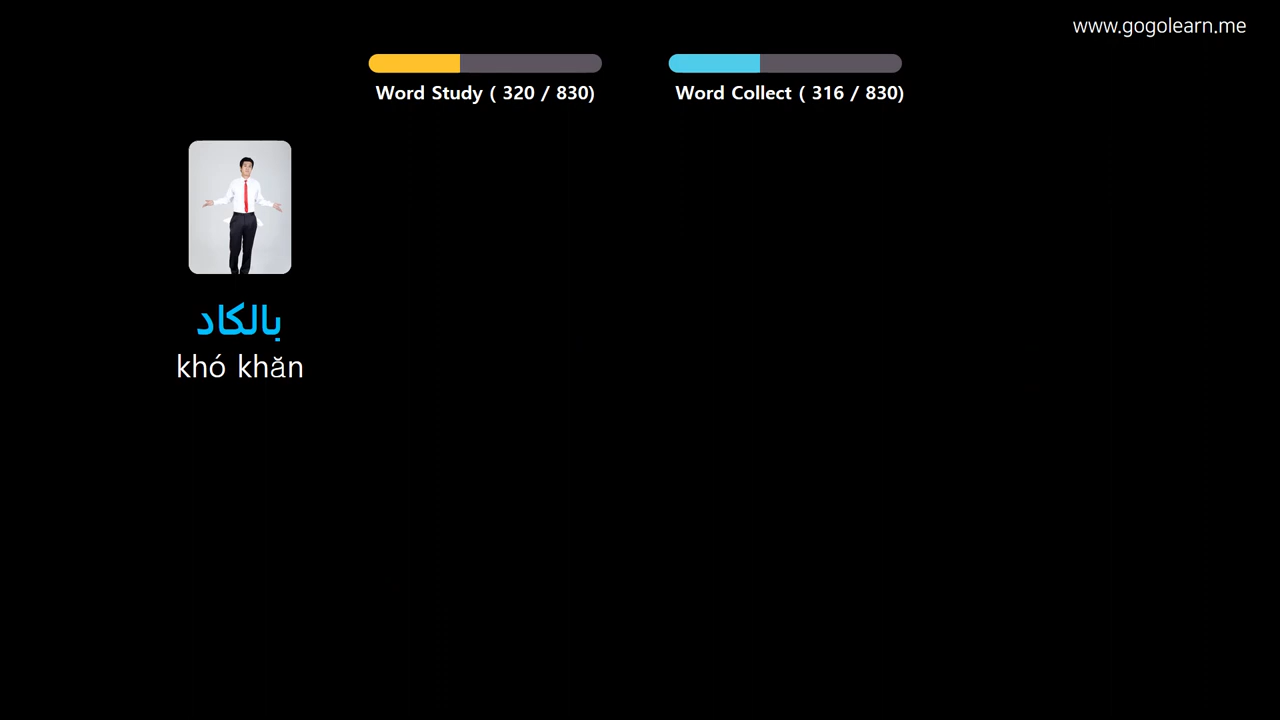 www.gogolearn.me
Word Study ( 320 / 830)
Word Collect ( 316 / 830)
بالكاد
khó khăn